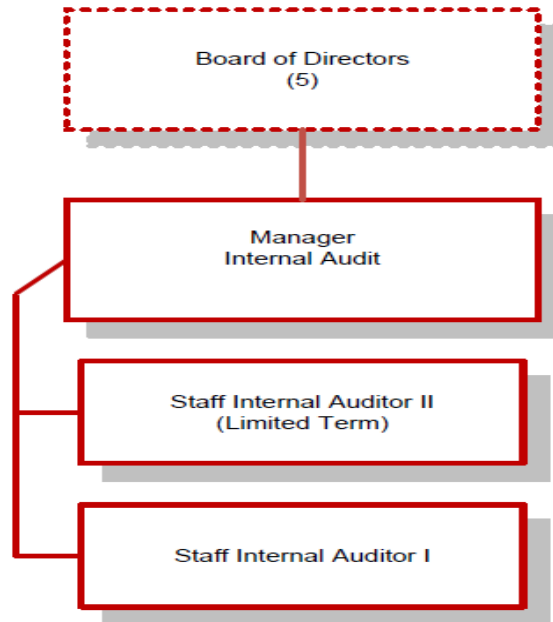 Board of Directors
(5)
Manager
Internal Audit
Staff Internal Auditor II
(Limited Term)
Staff Internal Auditor I